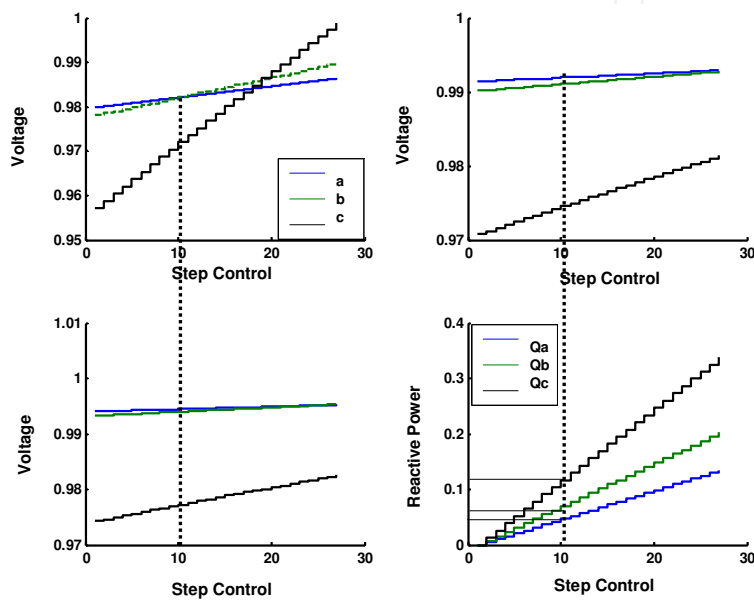 1
0.99
0.98
0.97
0.96
0.95
Voltage
a
b
c
0 10 20 30
Step Control
1
0.99
0.98
0.97
Voltage
0 10 20 30
Step Control
1.01
1
0.99
0.98
0.97
Voltage
0 10 20 30
Step Control
0.4
0.3
0.2
0.1
0
Reactive Power
Qa
Qb
Qc
0 10 20 30
Step Control